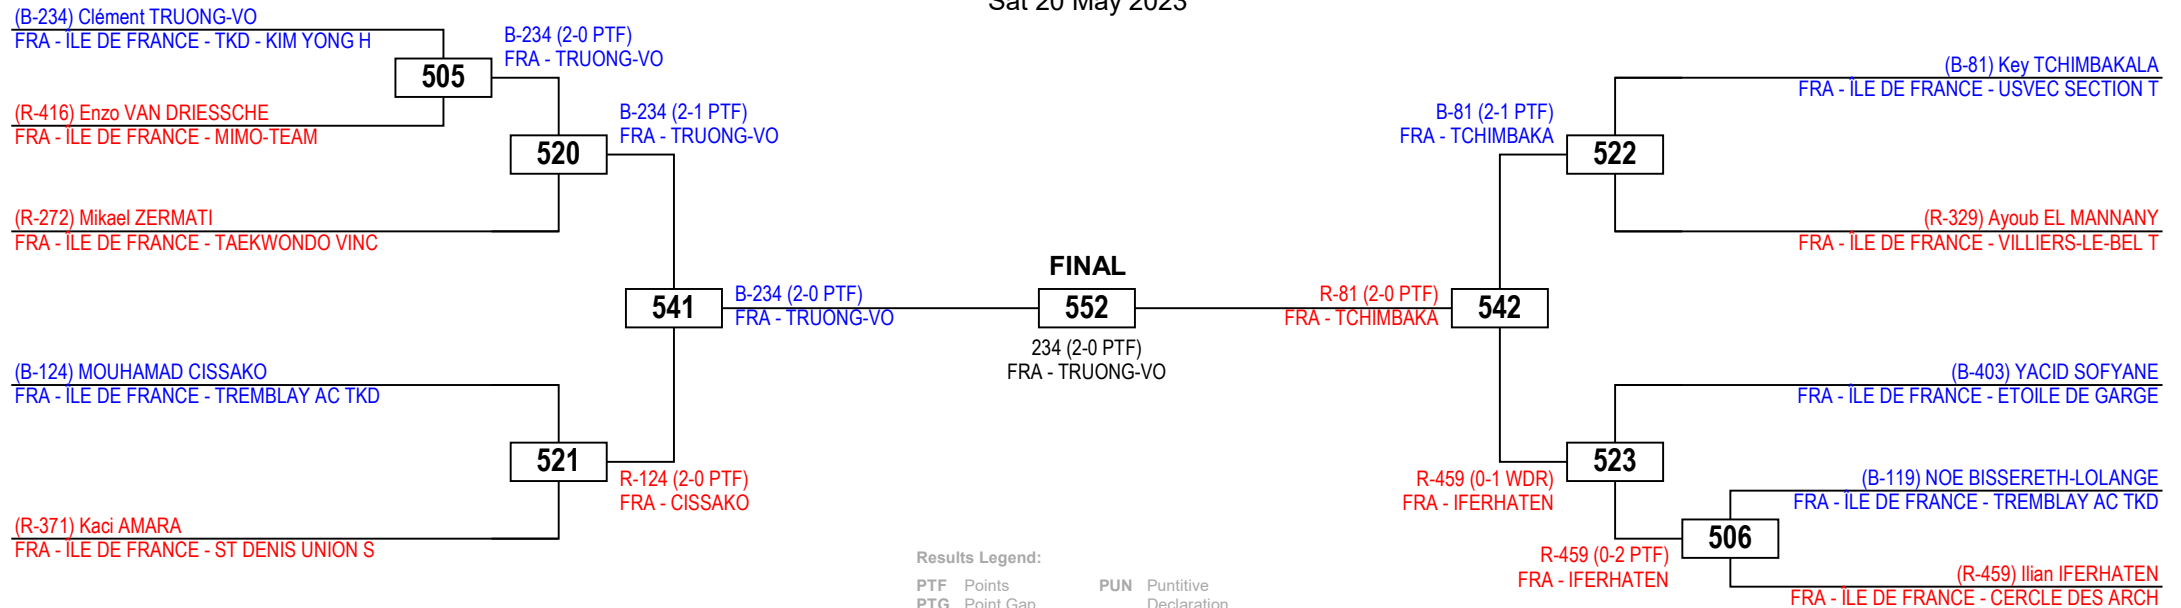 Sat 20 May 2023
(B-234) Clément TRUONG-VO
FRA - ÎLE DE FRANCE - TKD - KIM YONG H
505
(R-416) Enzo VAN DRIESSCHE
FRA - ÎLE DE FRANCE - MIMO-TEAM
B-234 (2-0 PTF)
FRA - TRUONG-VO
520
(R-272) Mikael ZERMATI
FRA - ÎLE DE FRANCE - TAEKWONDO VINC
B-234 (2-1 PTF)
FRA - TRUONG-VO
541
(B-124) MOUHAMAD CISSAKO
FRA - ÎLE DE FRANCE - TREMBLAY AC TKD
521
(R-371) Kaci AMARA
FRA - ÎLE DE FRANCE - ST DENIS UNION S
R-124 (2-0 PTF)
FRA - CISSAKO
B-234 (2-0 PTF)
FRA - TRUONG-VO
FINAL
552
234 (2-0 PTF)
FRA - TRUONG-VO
R-81 (2-0 PTF)
FRA - TCHIMBAKA
542
B-81 (2-1 PTF)
FRA - TCHIMBAKA
522
(B-81) Key TCHIMBAKALA
FRA - ÎLE DE FRANCE - USVEC SECTION T
(R-329) Ayoub EL MANNANY
FRA - ÎLE DE FRANCE - VILLIERS-LE-BEL T
R-459 (0-1 WDR)
FRA - IFERHATEN
523
(B-403) YACID SOFYANE
FRA - ÎLE DE FRANCE - ETOILE DE GARGE
R-459 (0-2 PTF)
FRA - IFERHATEN
506
(B-119) NOE BISSERETH-LOLANGE
FRA - ÎLE DE FRANCE - TREMBLAY AC TKD
(R-459) Ilian IFERHATEN
FRA - ÎLE DE FRANCE - CERCLE DES ARCH
Results Legend:
PTF Points PUN Puntitive
PTG Point Gap Declaration